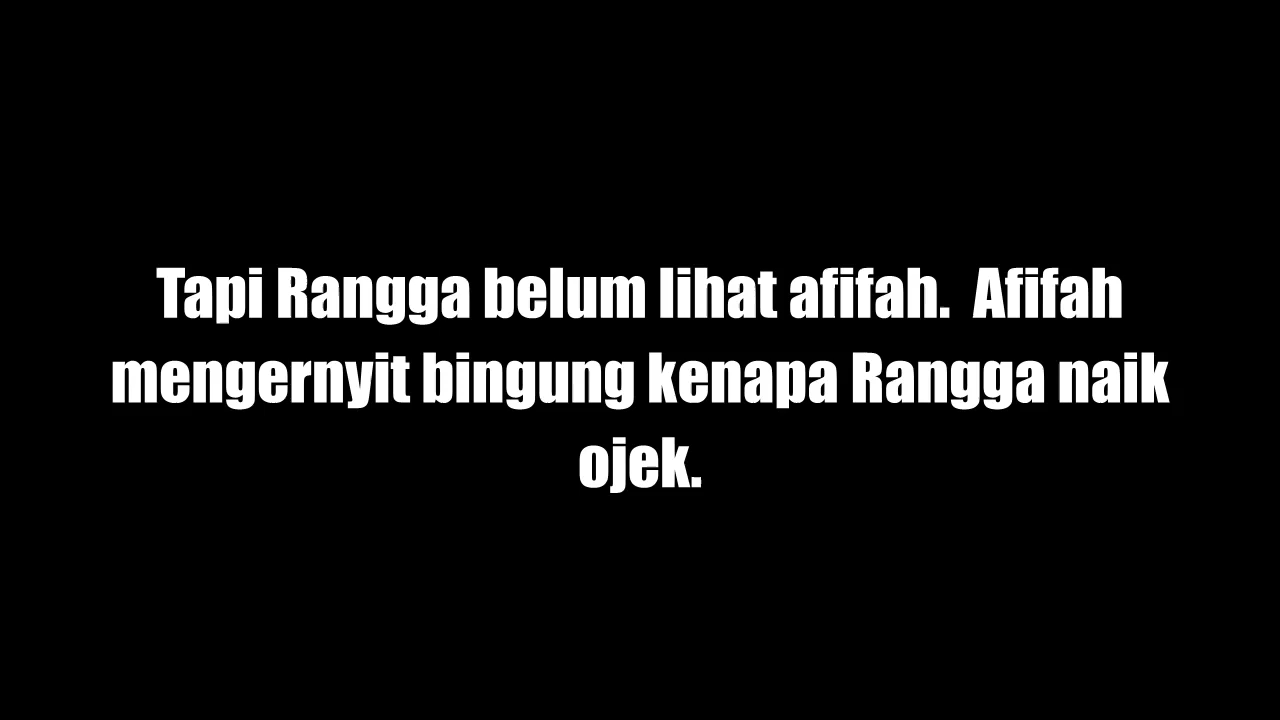 Tapi Rangga belum lihat afifah.  Afifah
mengernyit bingung kenapa Rangga naik
ojek.